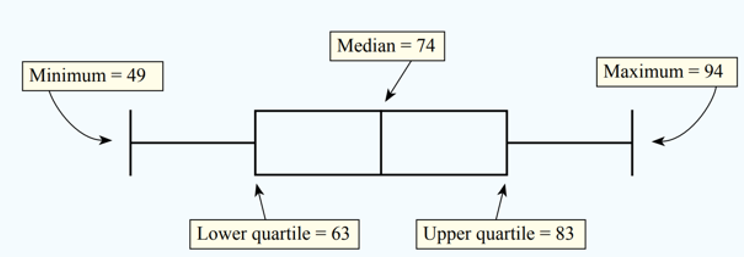 Median = 74
Minimum = 49
Maximum = 94
Lower quartile = 63
Upper quartile = 83